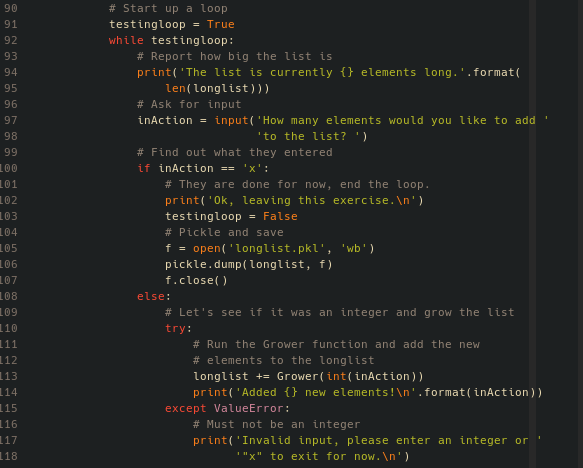 90 # Start up a loop
91 testingloop = True
92 while testingloop:
93 # Report how big the list is
94 print('The list is currently {} elements long.'.format(
95 len(longlist)))
96 # Ask for input
97 inAction = input('How many elements would you like to add '
98 'to the list? ')
99 # Find out what they entered
100 if inAction == 'x':
101 # They are done for now, end the loop.
102 print('Ok, leaving this exercise.\n')
103 testingloop = False
104 # Pickle and save
105 f = open('longlist.pkl', 'wb')
106 pickle.dump(longlist, f)
107 f.close()
108 else:
109 # Let's see if it was an integer and grow the list
110 try:
111 # Run the Grower function and add the new
112 # elements to the longlist
113 longlist += Grower(int(inAction))
114 print('Added {} new elements!\n'.format(inAction))
115 except ValueError:
116 # Must not be an integer
117 print('Invalid input, please enter an integer or '
118 '"x" to exit for now.\n')